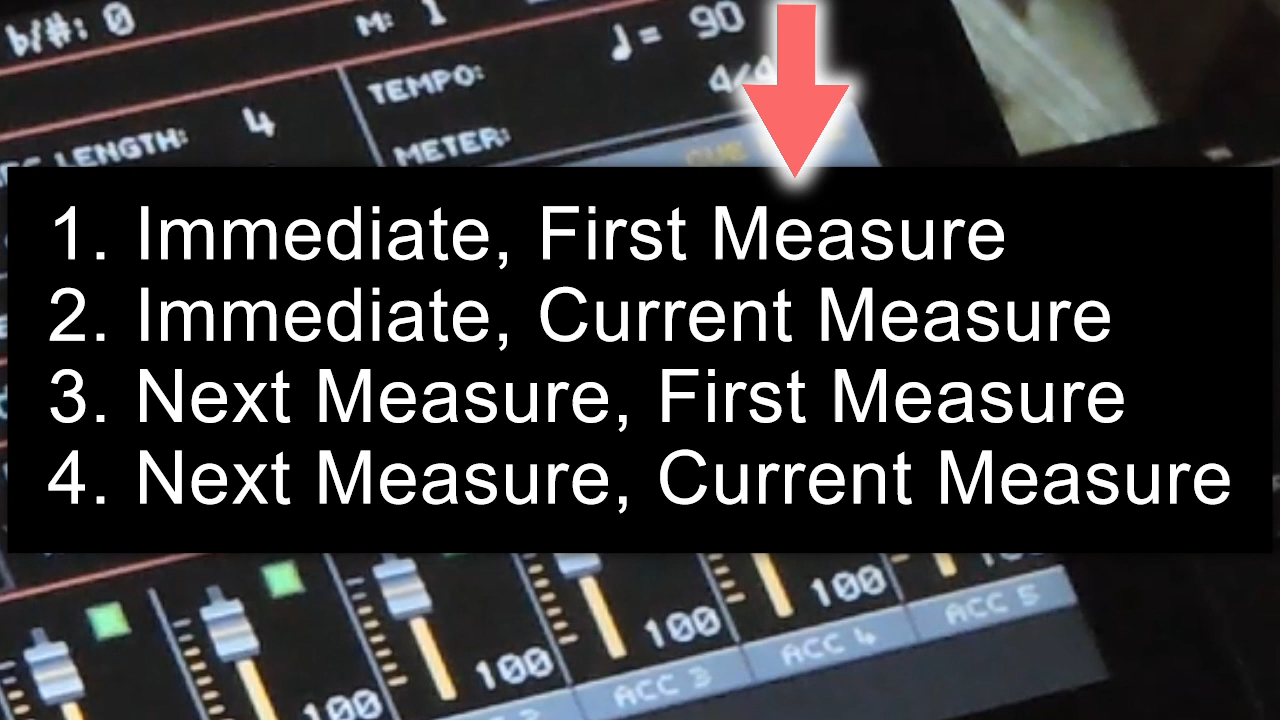 b/#: 0
M: 1
♩= 90
TEMPO:
4/4
LENGTH: 4
METER:
CUE
1. Immediate, First Measure
2. Immediate, Current Measure
3. Next Measure, First Measure
4. Next Measure, Current Measure
100
100
100
100
ACC 3
ACC 4
ACC 5